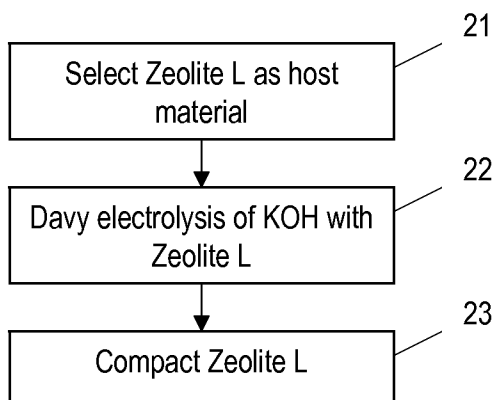 21
Select Zeolite L as host
material
22
Davy electrolysis of KOH with
Zeolite L
23
Compact Zeolite L